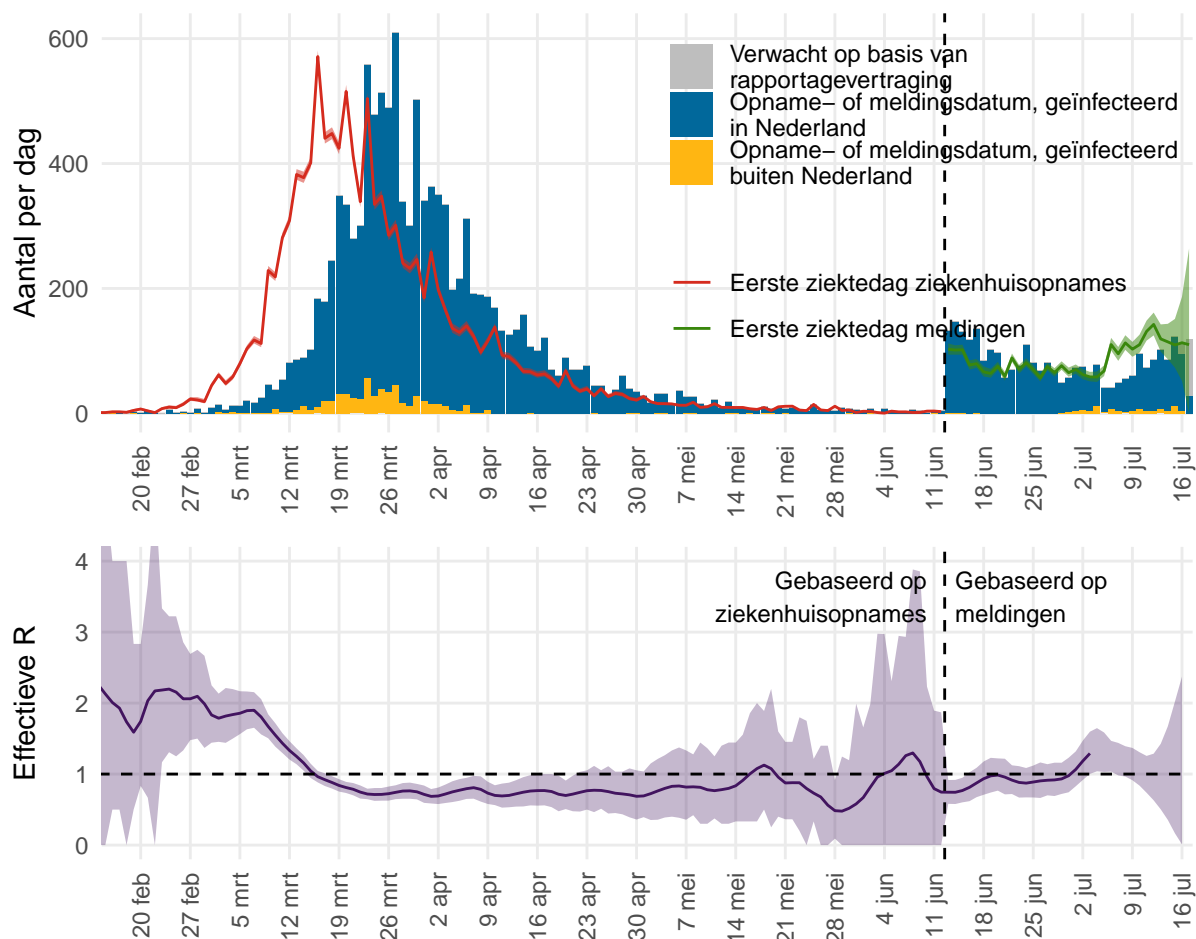 Aantal per dag
600
400
200
0
Verwacht op basis van
rapportagevertraging
Opname− of meldingsdatum, geïnfecteerd
in Nederland
Opname− of meldingsdatum, geïnfecteerd
buiten Nederland
Eerste ziektedag ziekenhuisopnames
Eerste ziektedag meldingen
20 feb
27 feb
5 mrt
12 mrt
19 mrt
26 mrt
2 apr
9 apr
16 apr
23 apr
30 apr
7 mei
14 mei
21 mei
28 mei
4 jun
11 jun
18 jun
25 jun
2 jul
9 jul
16 jul
Effectieve R
4
3
2
1
0
Gebaseerd op
ziekenhuisopnames
Gebaseerd op
meldingen
20 feb
27 feb
5 mrt
12 mrt
19 mrt
26 mrt
2 apr
9 apr
16 apr
23 apr
30 apr
7 mei
14 mei
21 mei
28 mei
4 jun
11 jun
18 jun
25 jun
2 jul
9 jul
16 jul